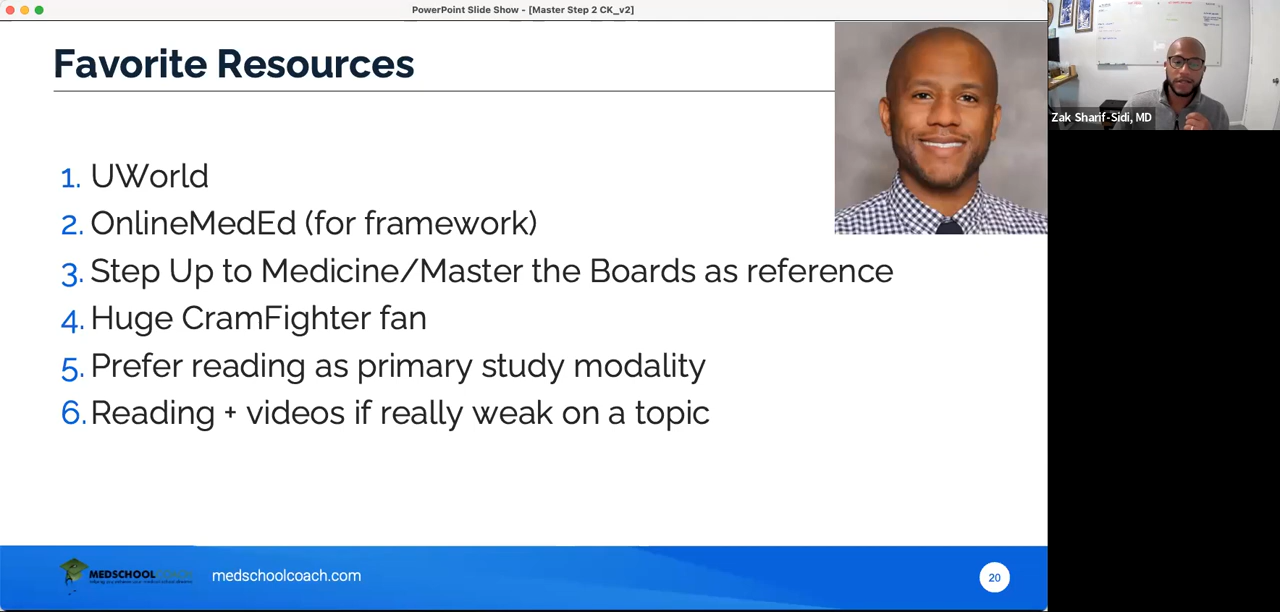 PowerPoint Slide Show - [Master Step 2 CK_v2]
Favorite Resources
Zak Sharif-Sidi, MD
1. UWorld
2. OnlineMedEd (for framework)
3. Step Up to Medicine/Master the Boards as reference
4. Huge CramFighter fan
5. Prefer reading as primary study modality
6. Reading + videos if really weak on a topic
MEDSCHOOLCOACH
medschoolcoach.com
20